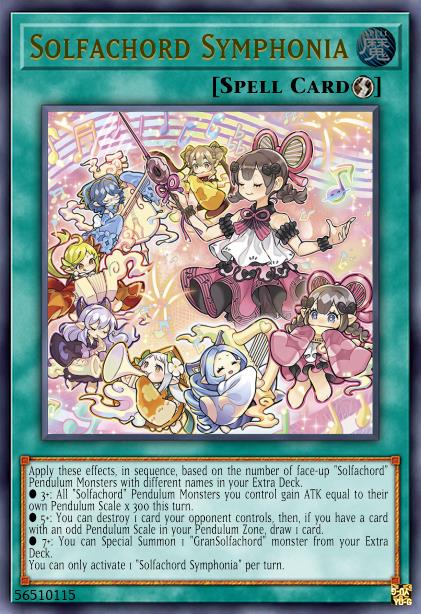 Solfachord Symphonia
魔
[Spell Card]
Apply these effects, in sequence, based on the number of face-up "Solfachord"
Pendulum Monsters with different names in your Extra Deck.
● 3+: All "Solfachord" Pendulum Monsters you control gain ATK equal to their
own Pendulum Scale x 300 this turn.
● 5+: You can destroy 1 card your opponent controls, then, if you have a card
with an odd Pendulum Scale in your Pendulum Zone, draw 1 card.
● 7+: You can Special Summon 1 "GranSolfachord" monster from your Extra
Deck.
You can only activate 1 "Solfachord Symphonia" per turn.
56510115